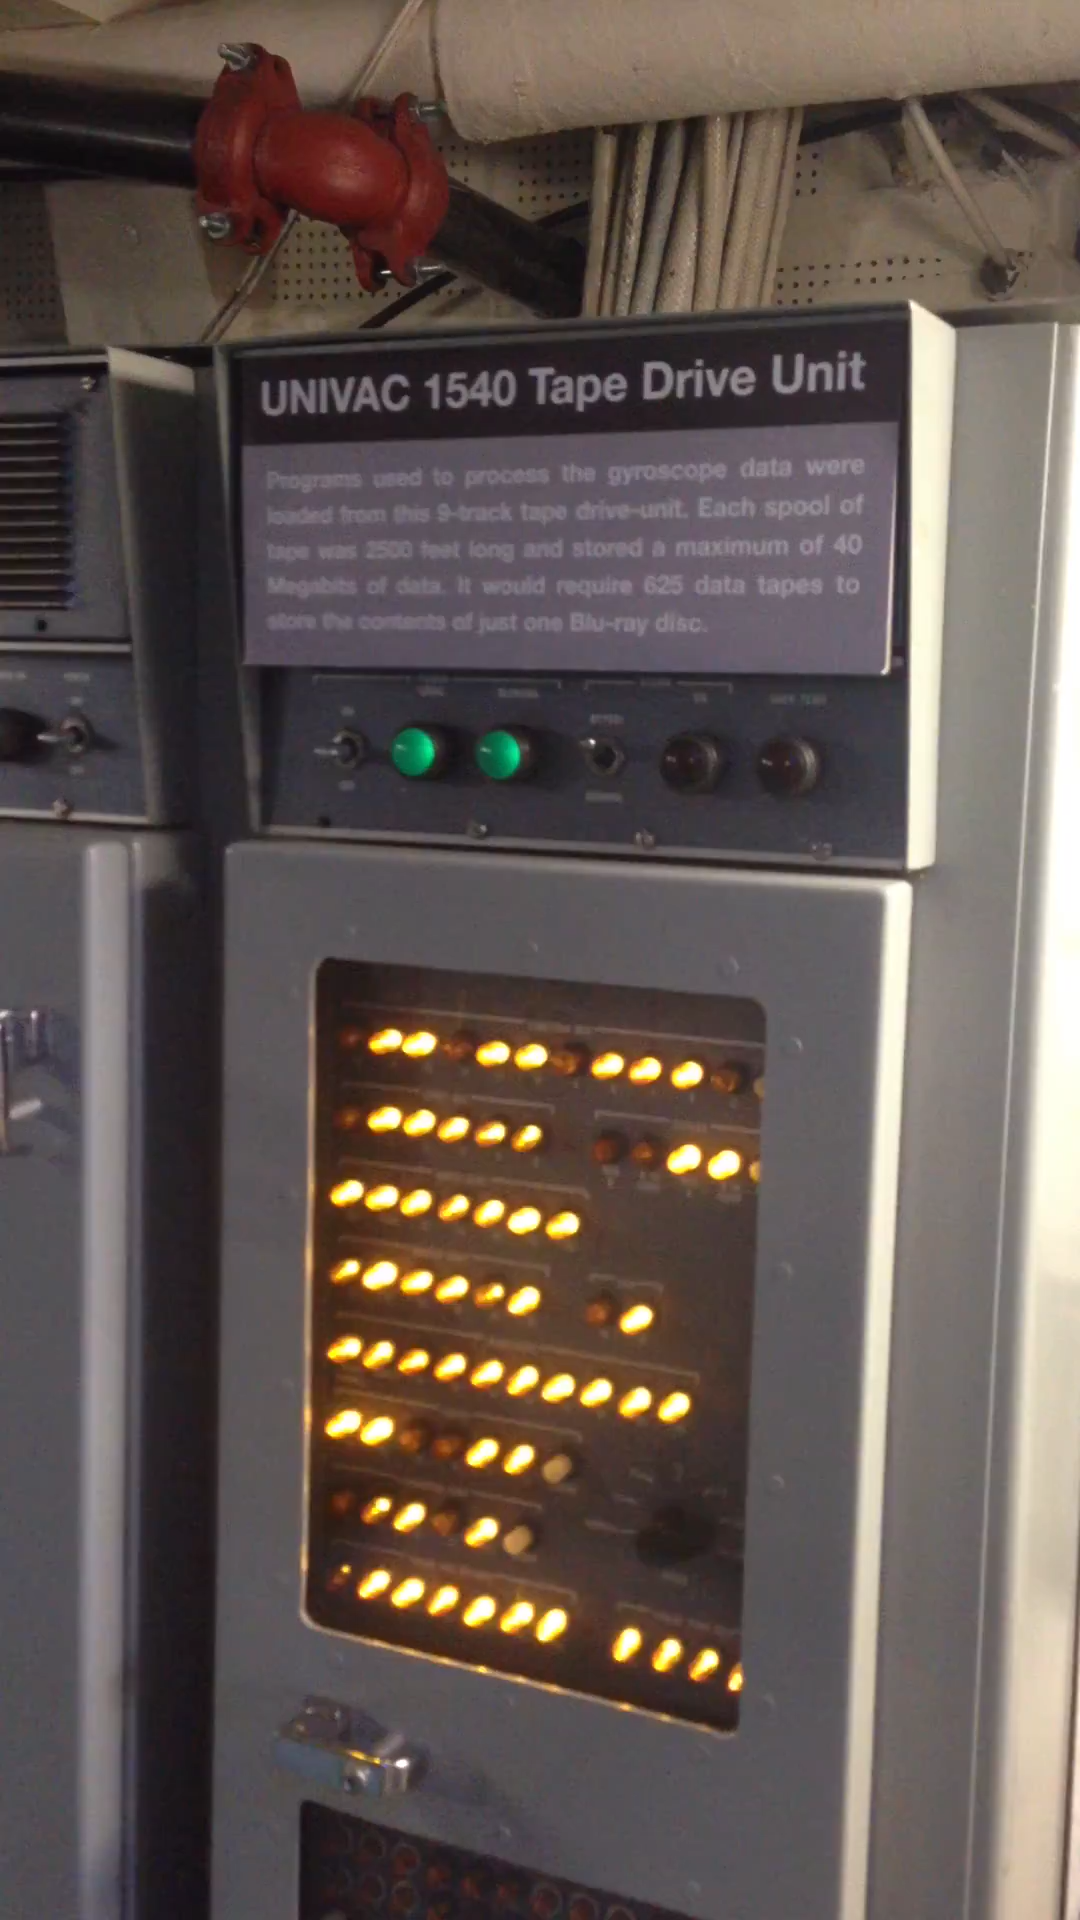 UNIVAC 1540 Tape Drive Unit
Programs used to process the gyroscope data were
loaded from this 9-track tape drive-unit. Each spool of
tape was 2500 feet long and stored a maximum of 40
Megabits of data. It would require 625 data tapes to
store the contents of just one Blu-ray disc.